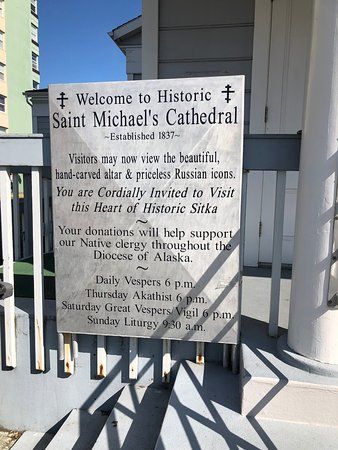 Welcome to Historic
Saint Michael's Cathedral
~Established 1837~
Visitors may now view the beautiful,
hand-carved altar & priceless Russian icons.
You are Cordially Invited to Visit
this Heart of Historic Sitka
~
Your donations will help support
our Native clergy throughout the
Diocese of Alaska.
~
Daily Vespers 6 p.m.
Thursday Akathist 6 p.m.
Saturday Great Vespers/Vigil 6 p.m.
Sunday Liturgy 9:30 a.m.